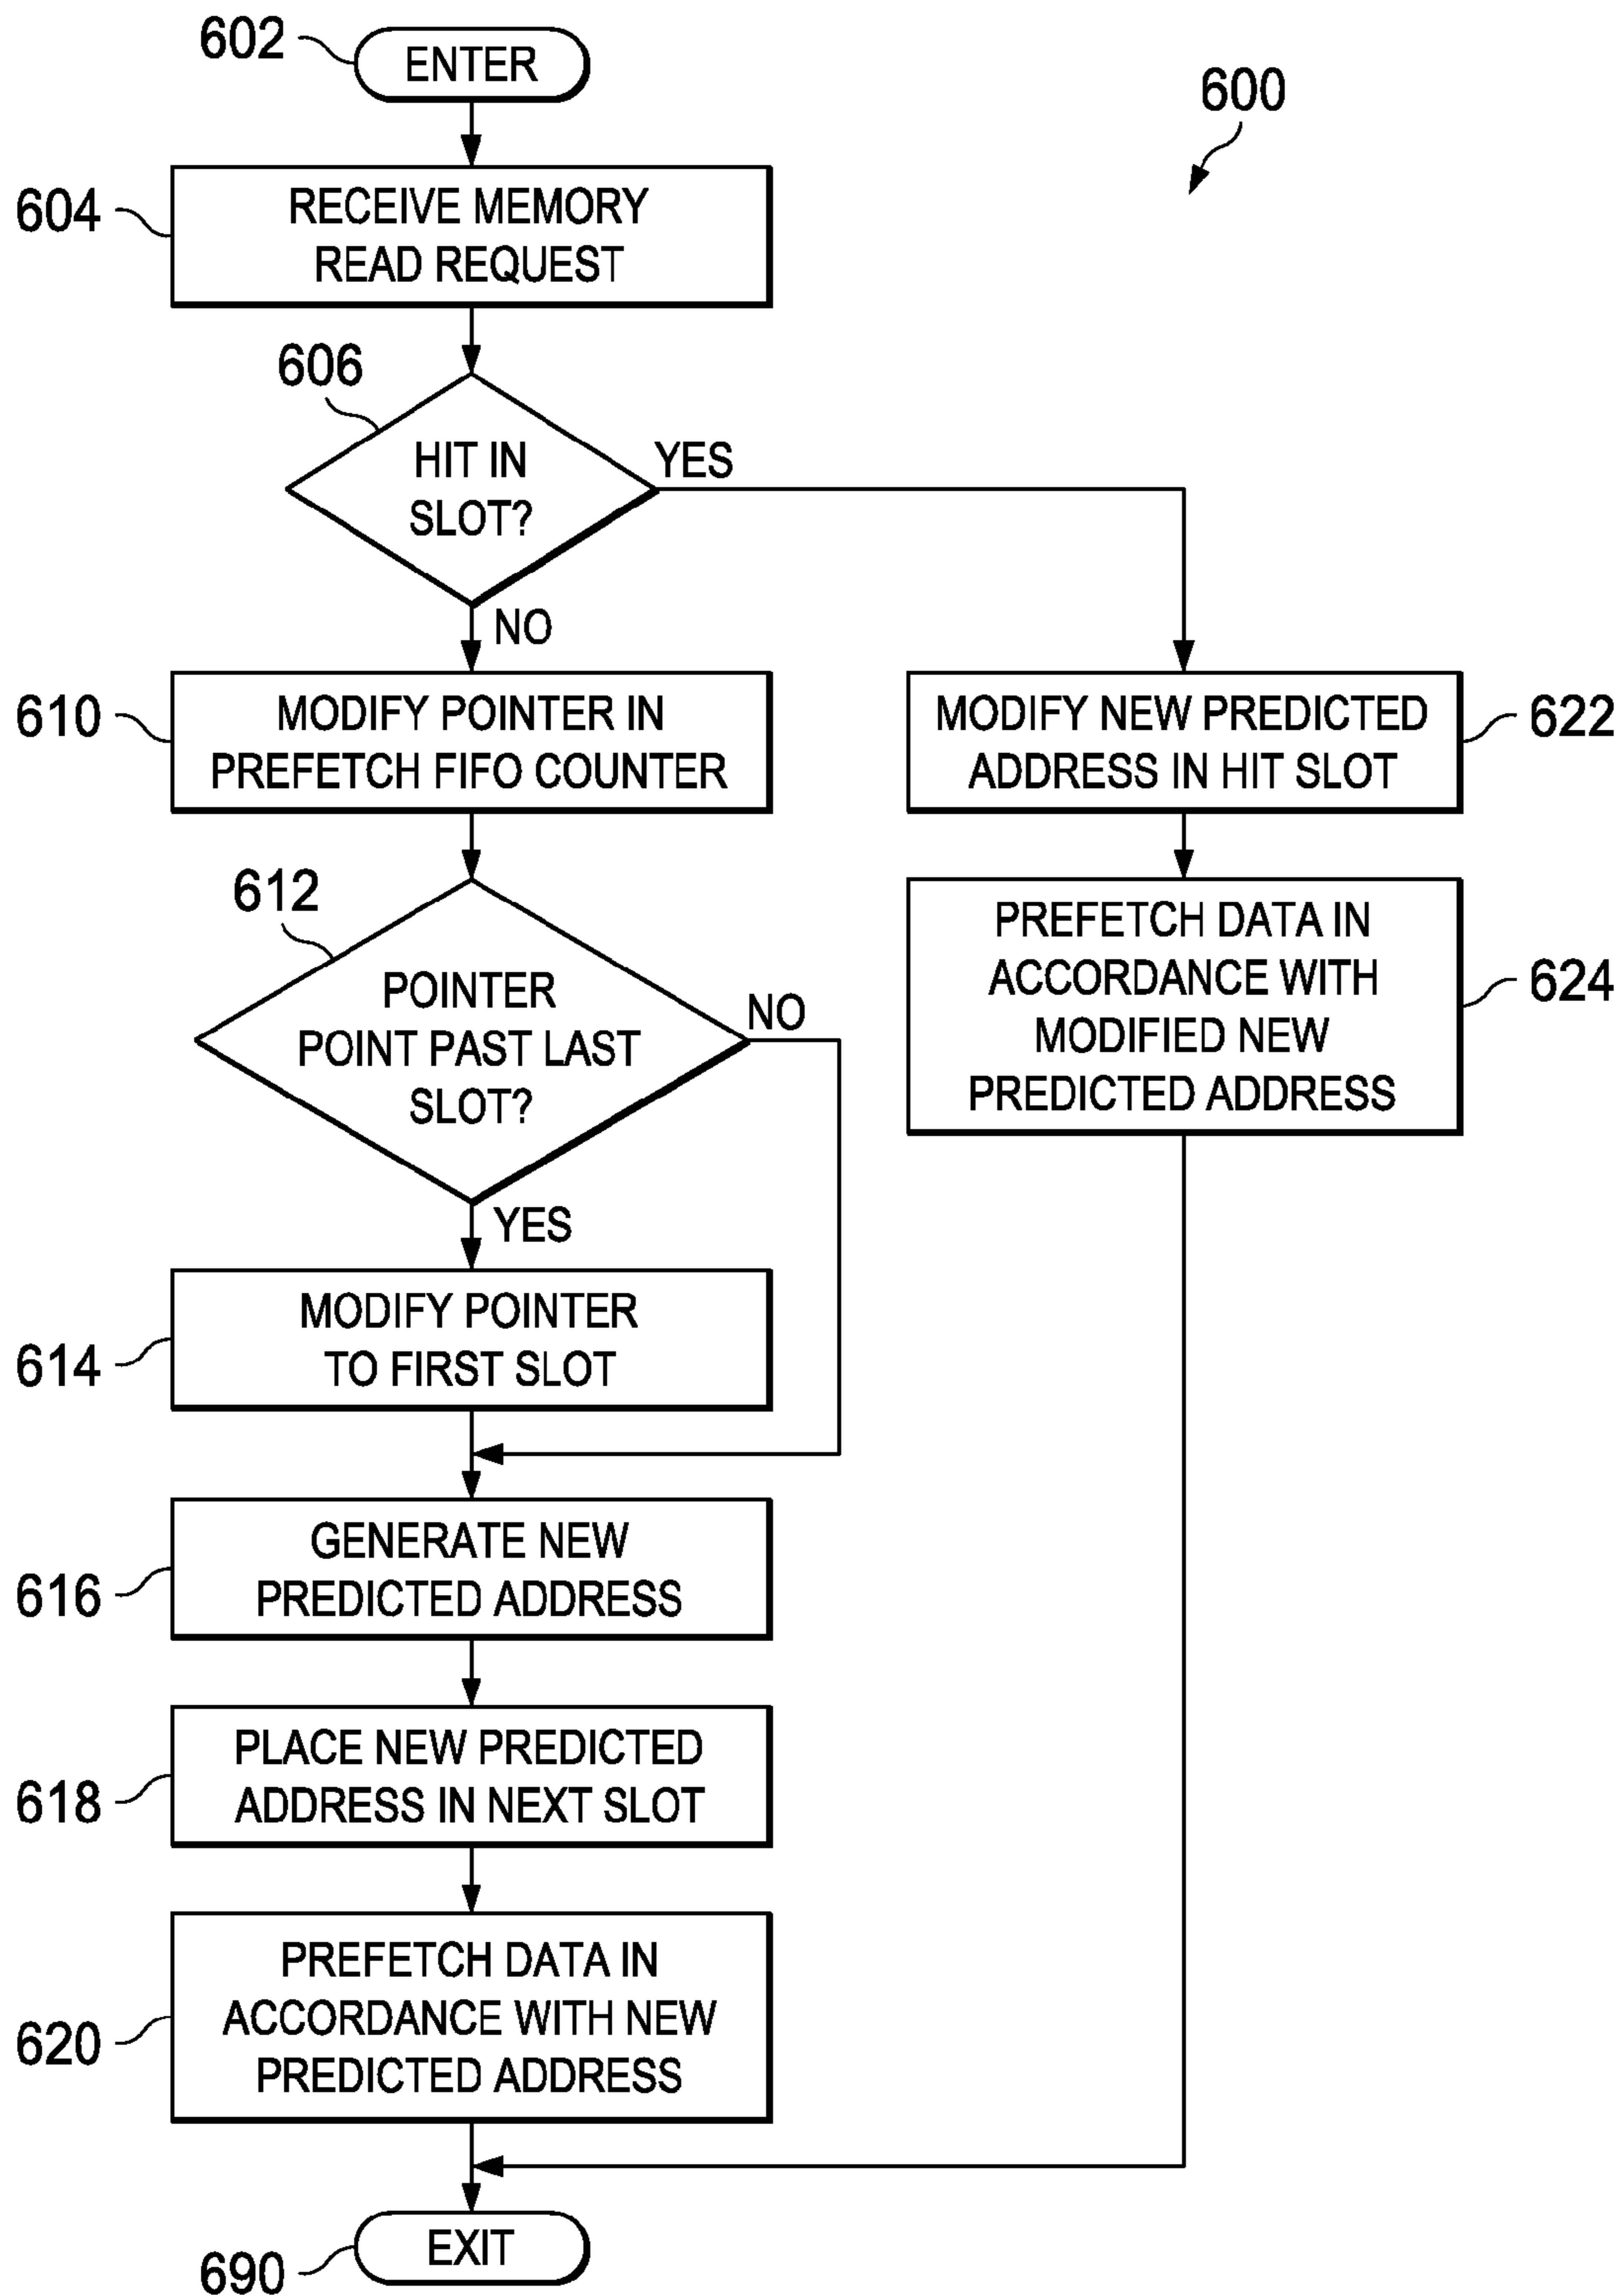 602
ENTER
600
604
RECEIVE MEMORY
READ REQUEST
606
HIT IN
SLOT?
YES
NO
610
MODIFY POINTER IN
PREFETCH FIFO COUNTER
MODIFY NEW PREDICTED
ADDRESS IN HIT SLOT
622
612
POINTER
POINT PAST LAST
SLOT?
NO
YES
PREFETCH DATA IN
ACCORDANCE WITH
MODIFIED NEW
PREDICTED ADDRESS
624
614
MODIFY POINTER
TO FIRST SLOT
616
GENERATE NEW
PREDICTED ADDRESS
618
PLACE NEW PREDICTED
ADDRESS IN NEXT SLOT
620
PREFETCH DATA IN
ACCORDANCE WITH NEW
PREDICTED ADDRESS
690
EXIT